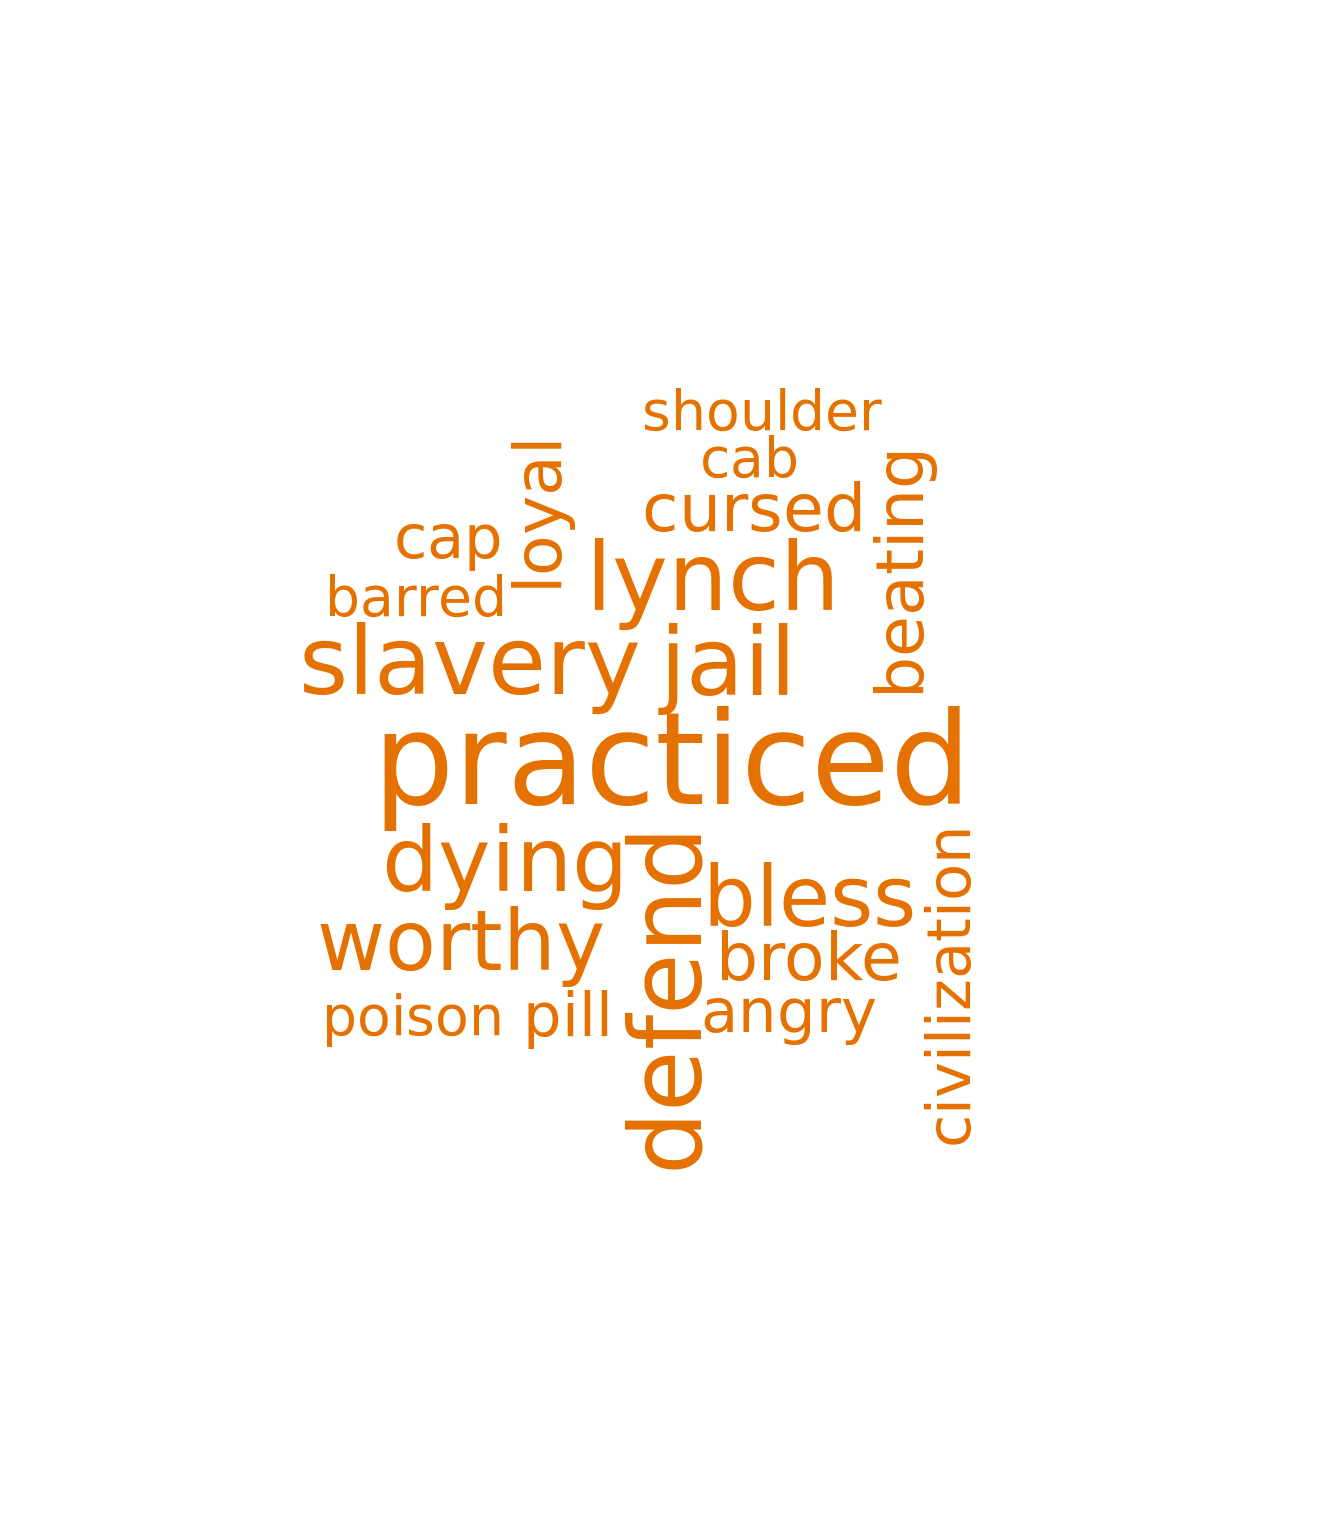 shoulder
cab
loyal
beating
cursed
cap
lynch
barred
slavery jail
practiced
dying
defend
bless
civilization
worthy
broke
poison pill
angry